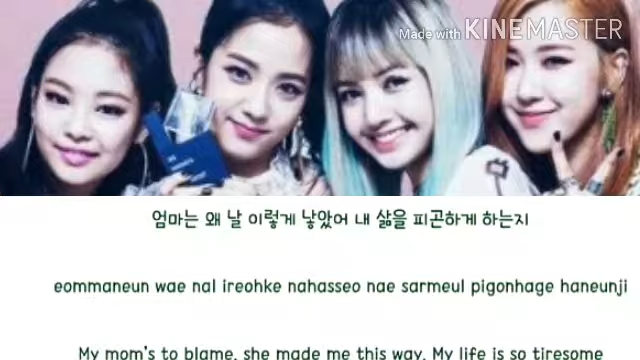 Made with KINEMASTER
엄마는 왜 날 이렇게 낳았어 내 삶을 피곤하게 하는지
eommaneun wae nal ireohke nahasseo nae sarmeul pigonhage haneunji
My mom's to blame, she made me this way, My life is so tiresome